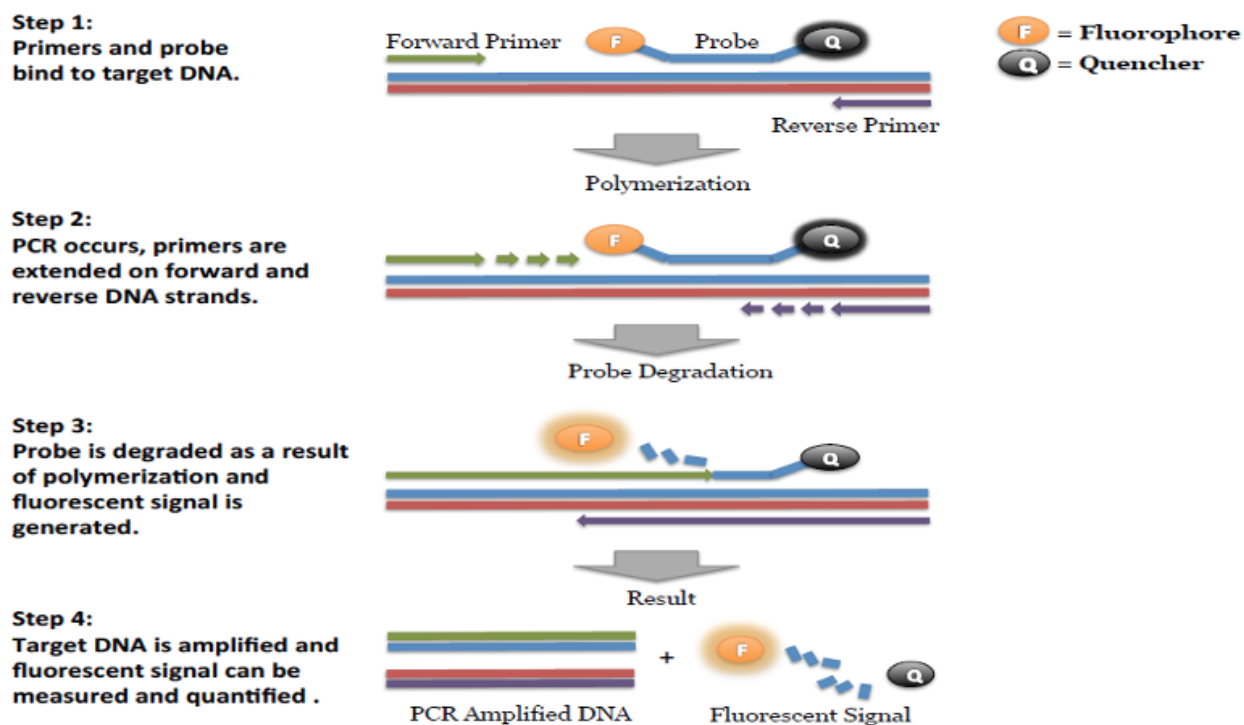 Step 1:
Primers and probe
bind to target DNA.
Forward Primer
F
Probe
Q
F = Fluorophore
Q = Quencher
Reverse Primer
Polymerization
Step 2:
PCR occurs, primers are
extended on forward and
reverse DNA strands.
F
Q
Probe Degradation
Step 3:
Probe is degraded as a result
of polymerization and
fluorescent signal is
generated.
F
Q
Result
Step 4:
Target DNA is amplified and
fluorescent signal can be
measured and quantified .
+
F
Q
PCR Amplified DNA
Fluorescent Signal